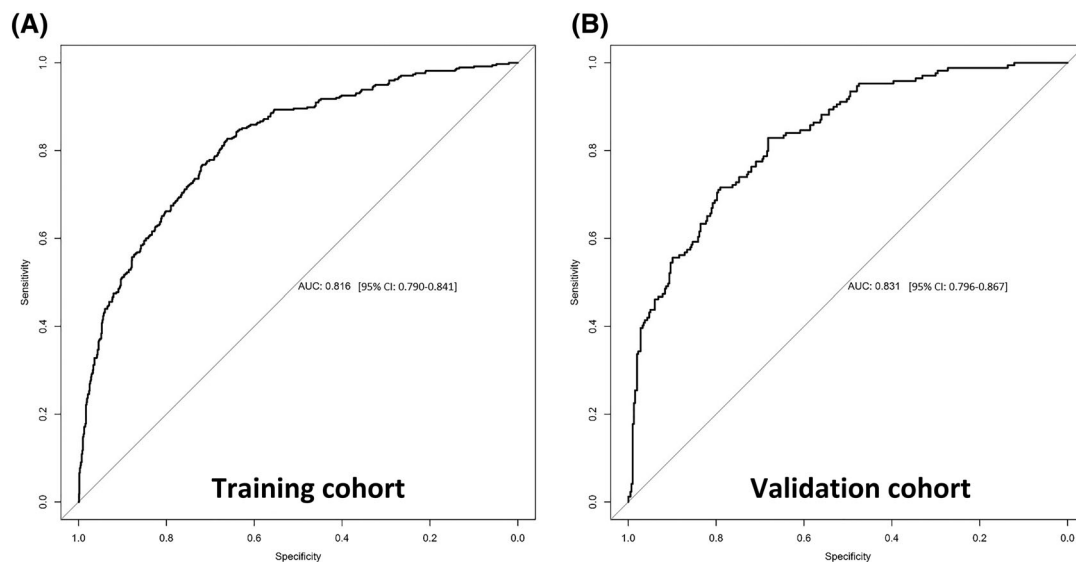 (A)
Sensitivity
1.0
0.8
0.6
0.4
0.2
0.0
AUC: 0.816 [95% CI: 0.790-0.841]
Training cohort
1.0 0.8 0.6 0.4 0.2 0.0
Specificity
(B)
Sensitivity
1.0
0.8
0.6
0.4
0.2
0.0
AUC: 0.831 [95% CI: 0.796-0.867]
Validation cohort
1.0 0.8 0.6 0.4 0.2 0.0
Specificity